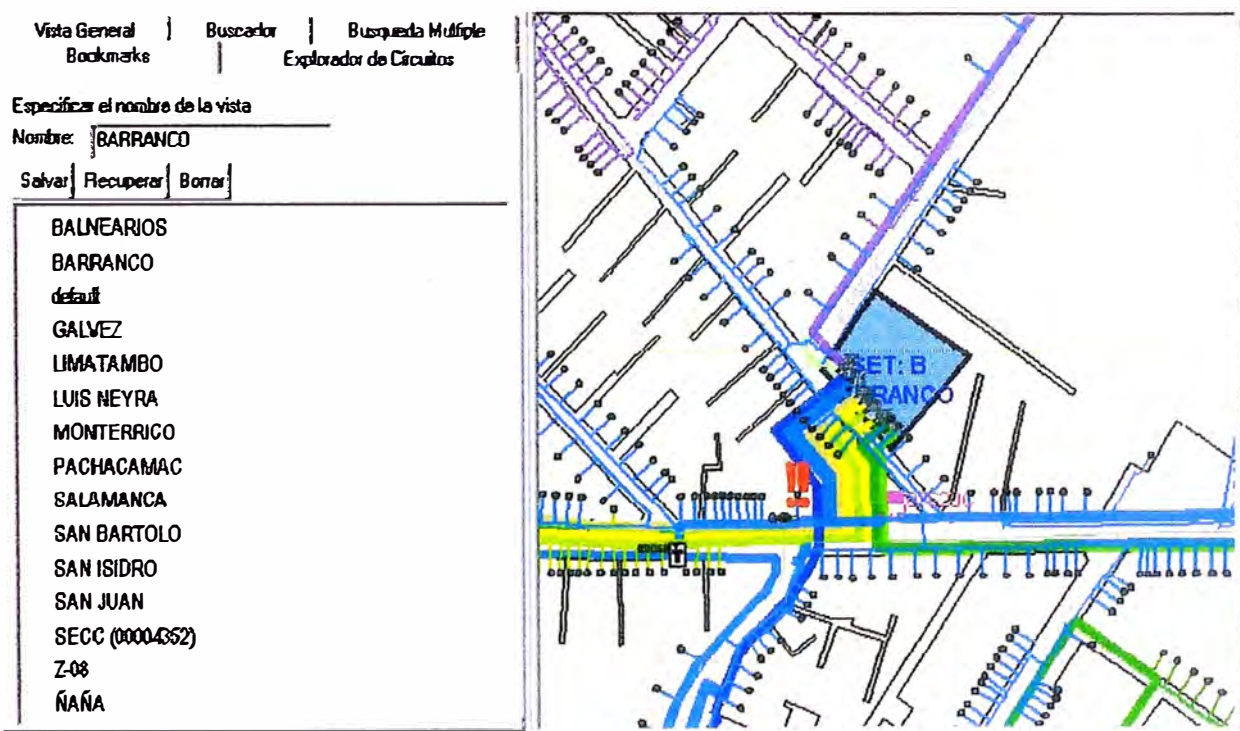 Vista General | Buscador | Busqueda Multiple
Bookmarks | Explorador de Circuitos
Especificar el nombre de la vista
Nombre: BARRANCO
Salvar Recuperar Borrar
BALNEARIOS
BARRANCO
default
GALVEZ
LIMATAMBO
LUIS NEYRA
MONTERRICO
PACHACAMAC
SALAMANCA
SAN BARTOLO
SAN ISIDRO
SAN JUAN
SECC (00004352)
Z-08
ÑAÑA
SET: B
RANCO